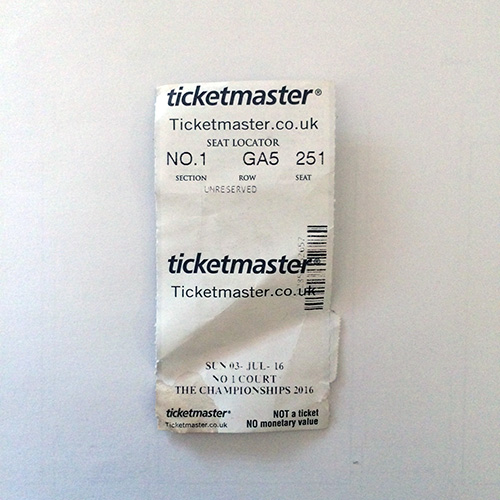 ticketmaster®
Ticketmaster.co.uk
SEAT LOCATOR
NO.1 GA5 251
SECTION ROW SEAT
UNRESERVED
ticketmaster®
Ticketmaster.co.uk
SUN 03- JUL- 16
NO 1 COURT
THE CHAMPIONSHIPS 2016
ticketmaster®
Ticketmaster.co.uk
NOT a ticket
NO monetary value